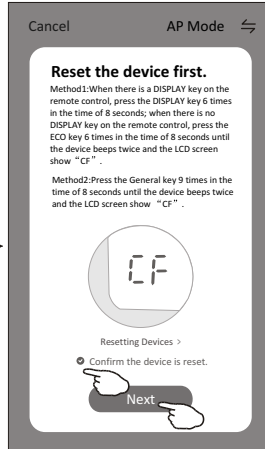 Cancel AP Mode ⇋
Reset the device first.
Method1:When there is a DISPLAY key on the
remote control, press the DISPLAY key 6 times
in the time of 8 seconds; when there is no
DISPLAY key on the remote control, press the
ECO key 6 times in the time of 8 seconds until
the device beeps twice and the LCD screen
show “CF”.
Method2:Press the General key 9 times in the
time of 8 seconds until the device beeps twice
and the LCD screen show “CF”.
CF
Resetting Devices >
Confirm the device is reset.
Next